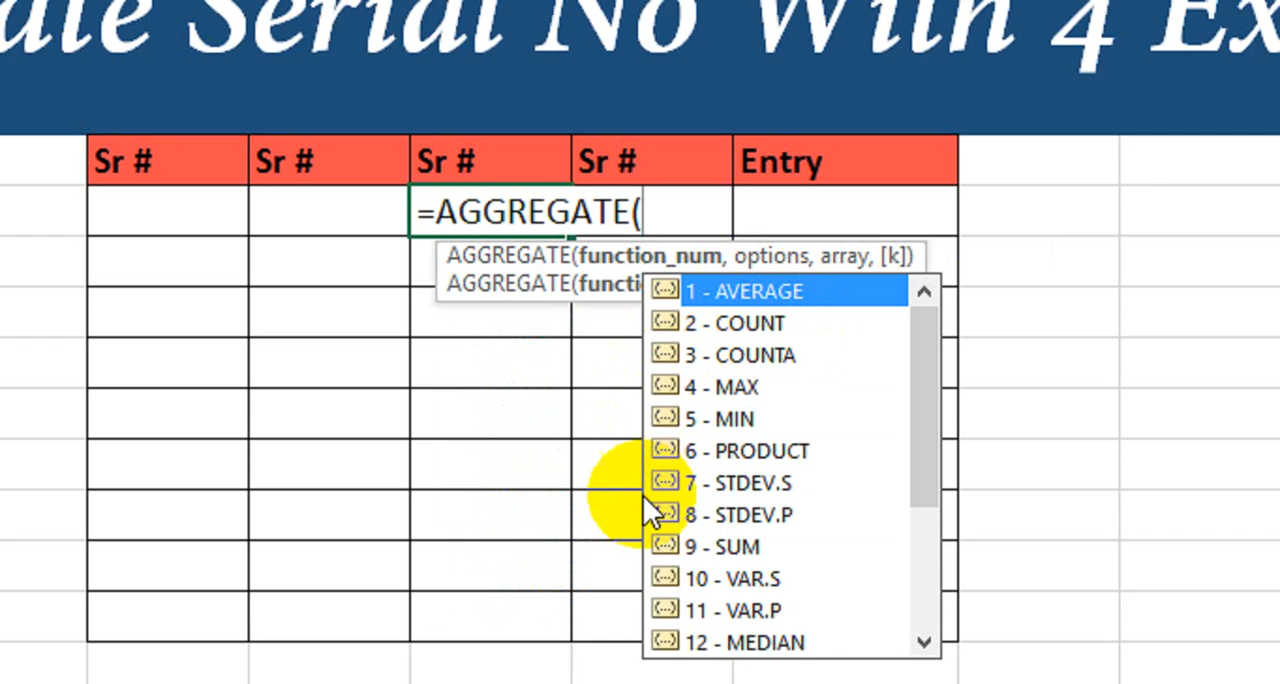 Serial No With 4
Sr # Sr # Sr # Sr # Entry
=AGGREGATE(
AGGREGATE(function_num, options, array, [k])
AGGREGATE(functi
1 - AVERAGE
2 - COUNT
3 - COUNTA
4 - MAX
5 - MIN
6 - PRODUCT
7 - STDEV.S
8 - STDEV.P
9 - SUM
10 - VAR.S
11 - VAR.P
12 - MEDIAN